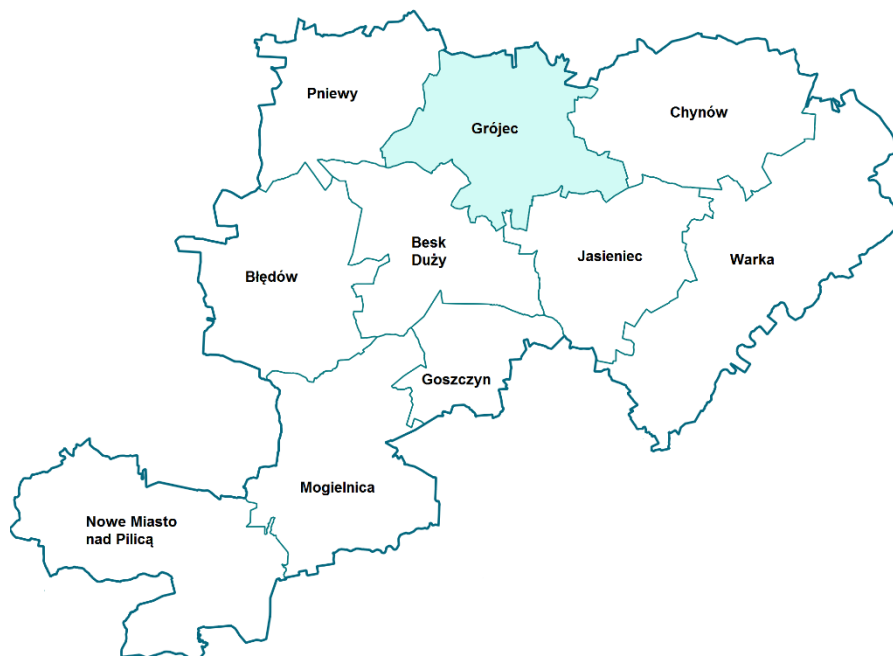 Pniewy
Grójec
Chynów
Besk
Duży
Jasieniec
Warka
Błędów
Goszczyn
Mogielnica
Nowe Miasto
nad Pilicą